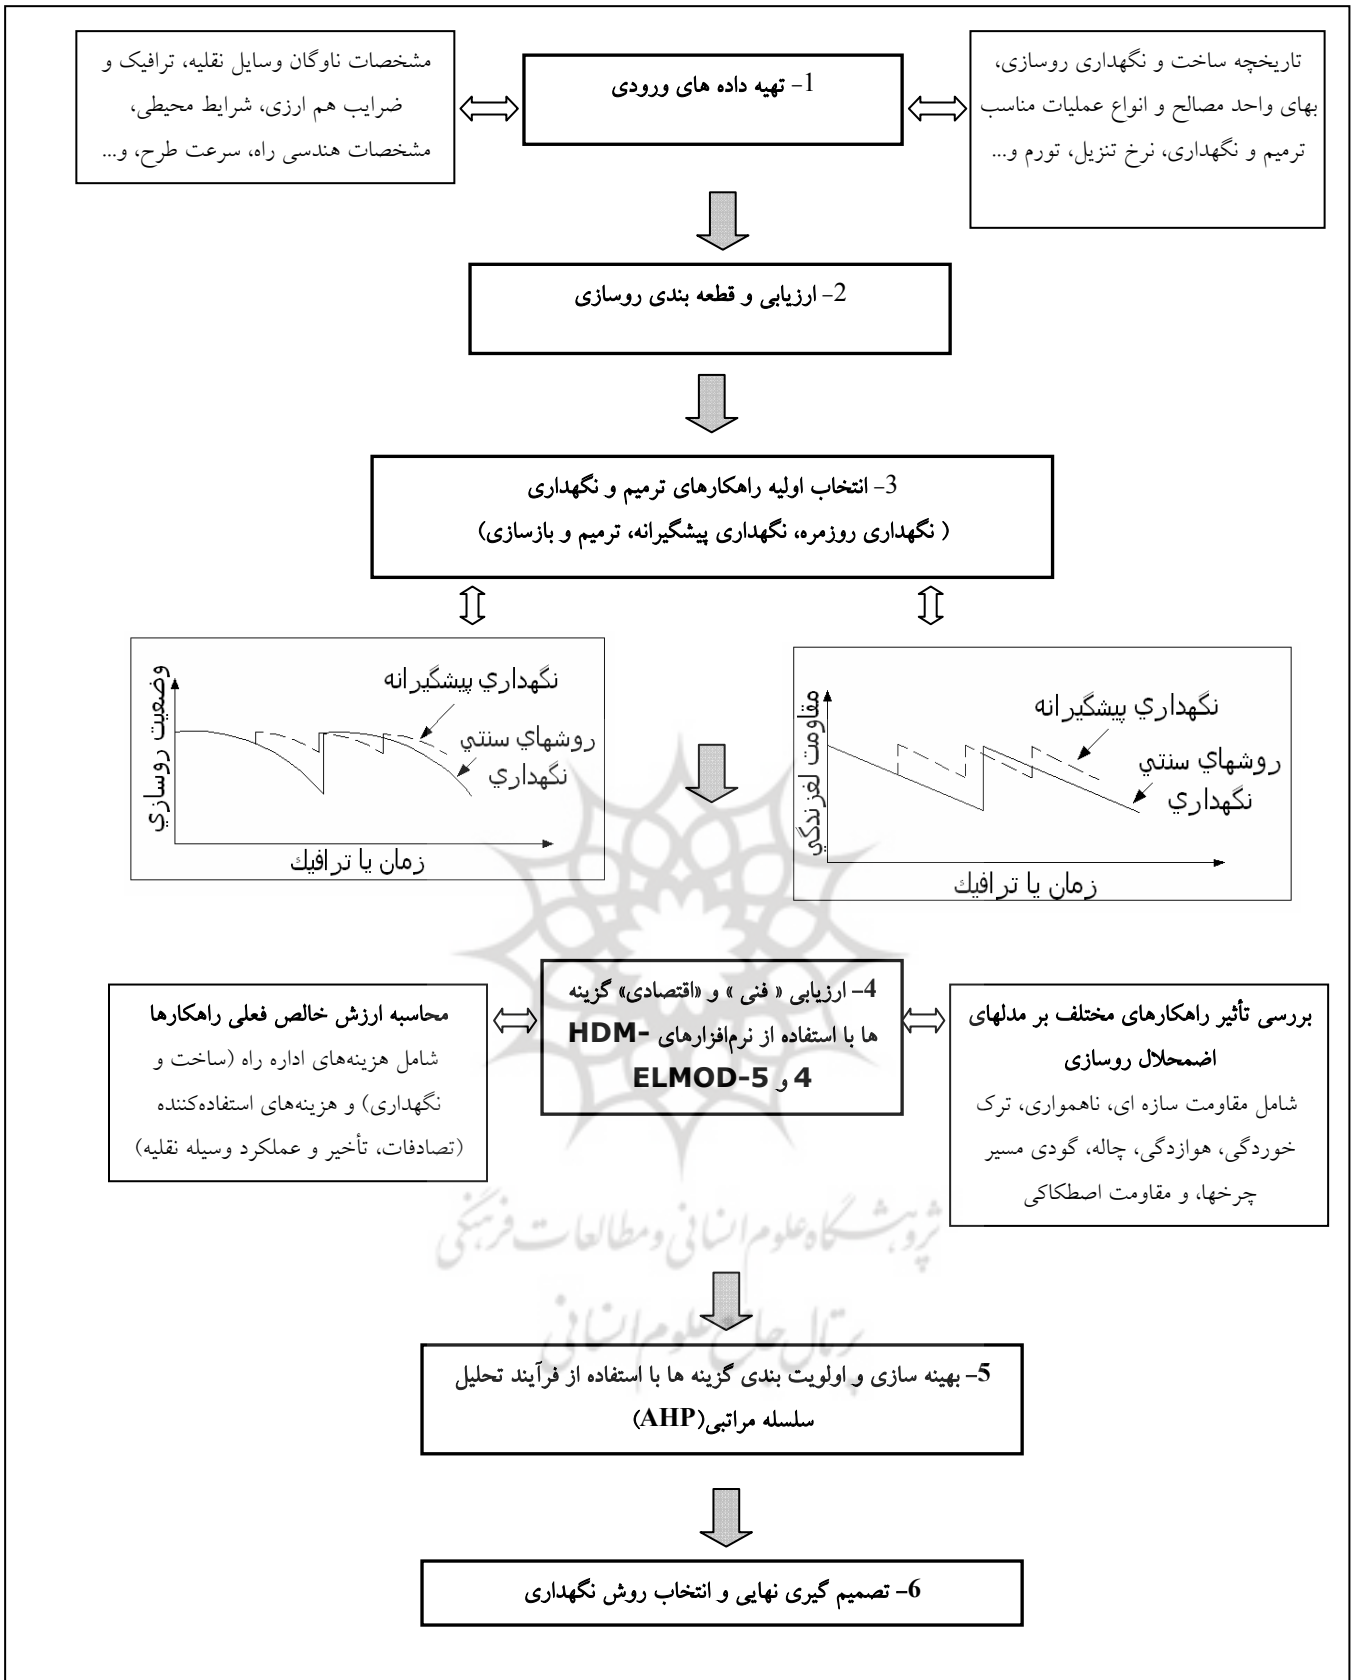 تاریخچه ساخت و نگهداری روسازی،
بهای واحد مصالح و انواع عملیات مناسب
ترمیم و نگهداری، نرخ تنزیل، تورم و...
1- تهیه داده های ورودی
مشخصات ناوگان وسایل نقلیه، ترافیک و
ضرایب هم ارزی، شرایط محیطی،
مشخصات هندسی راه، سرعت طرح، و...
2- ارزیابی و قطعه بندی روسازی
3- انتخاب اولیه راهکارهای ترمیم و نگهداری
( نگهداری روزمره، نگهداری پیشگیرانه، ترمیم و بازسازی)
مقاومت لغزندگي
نگهداري پيشگيرانه
روشهاي سنتي
نگهداري
زمان يا ترافيك
وضعيت روسازي
نگهداري پيشگيرانه
روشهاي سنتي
نگهداري
زمان يا ترافيك
بررسی تأثیر راهکارهای مختلف بر مدلهای
اضمحلال روسازی
شامل مقاومت سازه ای، ناهمواری، ترک
خوردگی، هوازدگی، چاله، گودی مسیر
چرخها، و مقاومت اصطکاکی
4- ارزیابی « فنی » و «اقتصادی» گزینه
ها با استفاده از نرم‌افزارهای HDM-
4 و ELMOD-5
محاسبه ارزش خالص فعلی راهکارها
شامل هزینه‌های اداره راه (ساخت و
نگهداری) و هزینه‌های استفاده‌کننده
(تصادفات، تأخیر و عملکرد وسیله نقلیه)
پژوهشگاه علوم انسانی و مطالعات فرهنگی
پرتال جامع علوم انسانی
5- بهینه سازی و اولویت بندی گزینه ها با استفاده از فرآیند تحلیل
سلسله مراتبی(AHP)
6- تصمیم گیری نهایی و انتخاب روش نگهداری